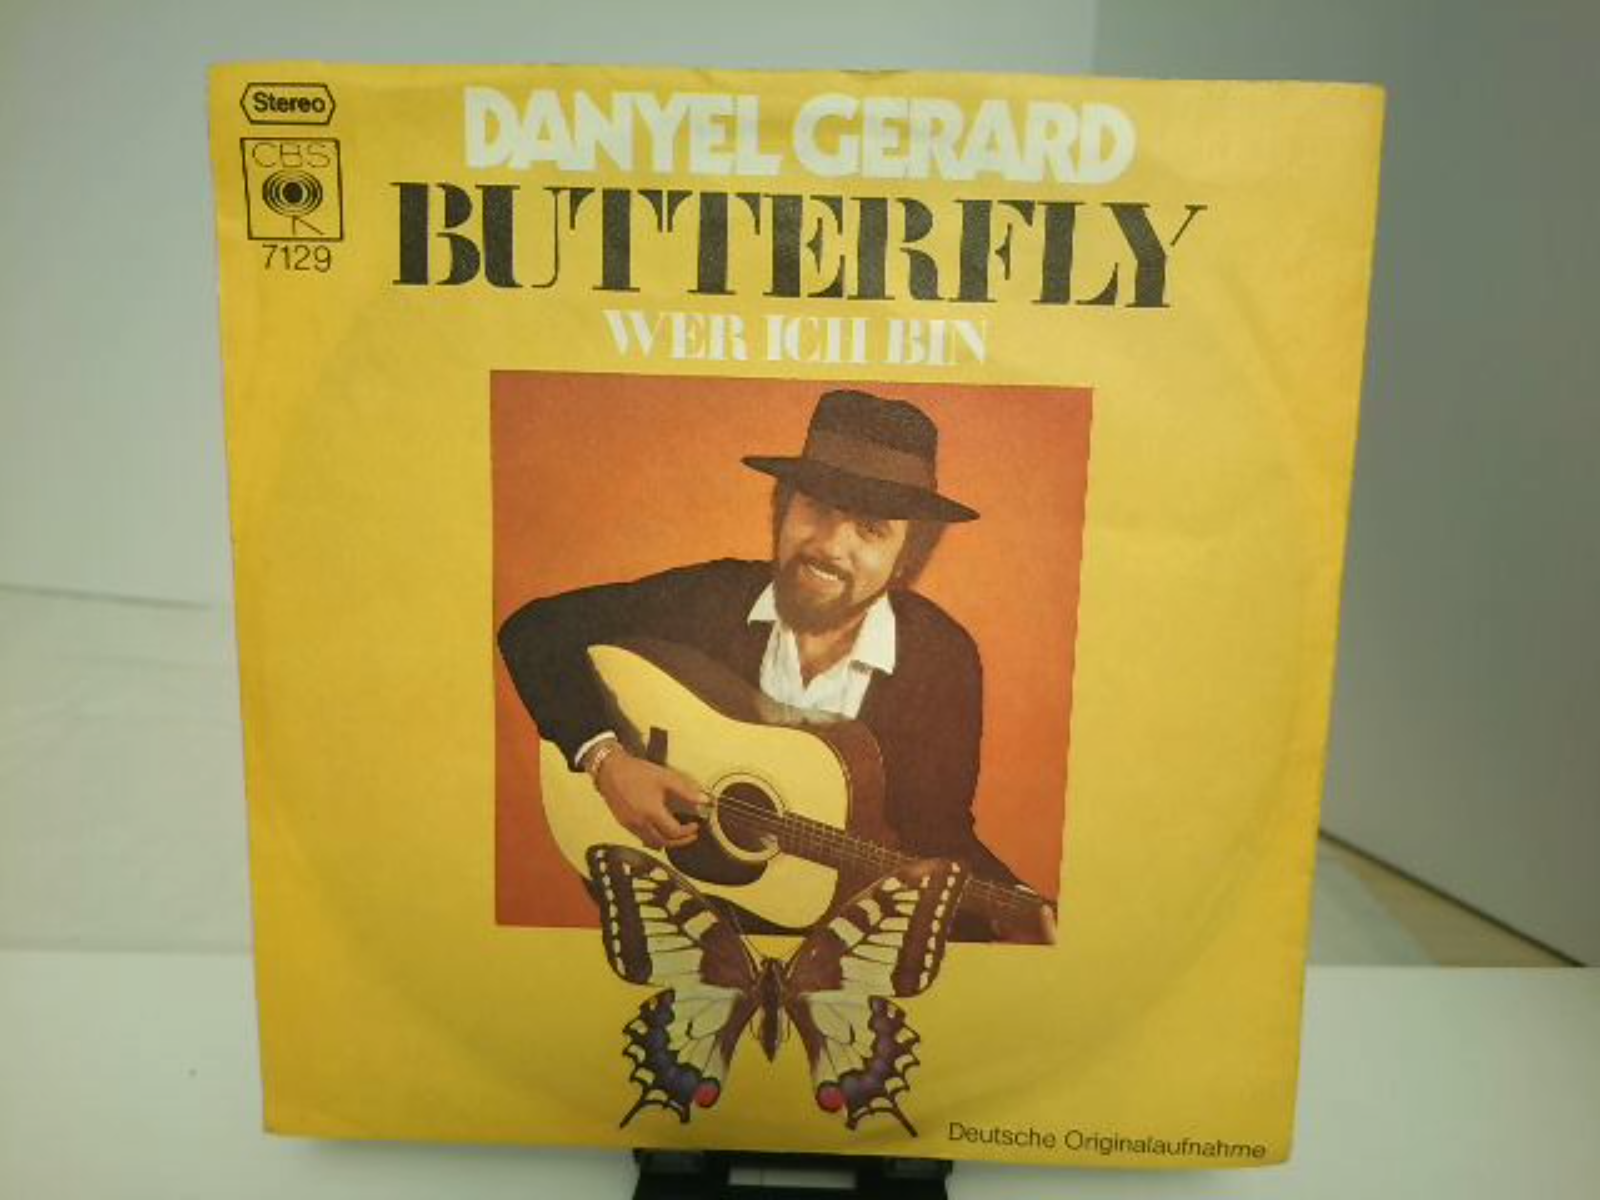 Stereo
CBS
7129
DANYEL GERARD
BUTTERFLY
WER ICH BIN
Deutsche Originalaufnahme